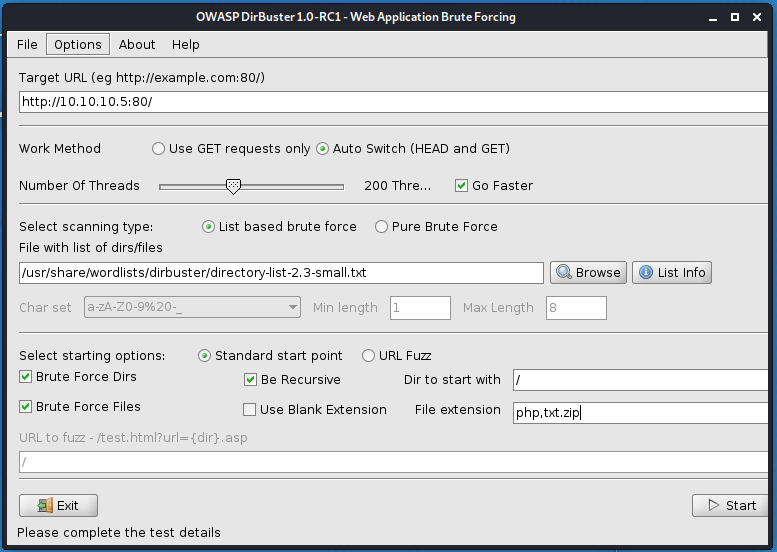 OWASP DirBuster 1.0-RC1 - Web Application Brute Forcing
File Options About Help
Target URL (eg http://example.com:80/)
http://10.10.10.5:80/
Work Method Use GET requests only Auto Switch (HEAD and GET)
Number Of Threads 200 Thre... Go Faster
Select scanning type: List based brute force Pure Brute Force
File with list of dirs/files
/usr/share/wordlists/dirbuster/directory-list-2.3-small.txt Browse List Info
Char set a-zA-Z0-9%20-_ Min length 1 Max Length 8
Select starting options: Standard start point URL Fuzz
Brute Force Dirs Be Recursive Dir to start with /
Brute Force Files Use Blank Extension File extension php,txt.zip
URL to fuzz - /test.html?url={dir}.asp
/
Exit Start
Please complete the test details